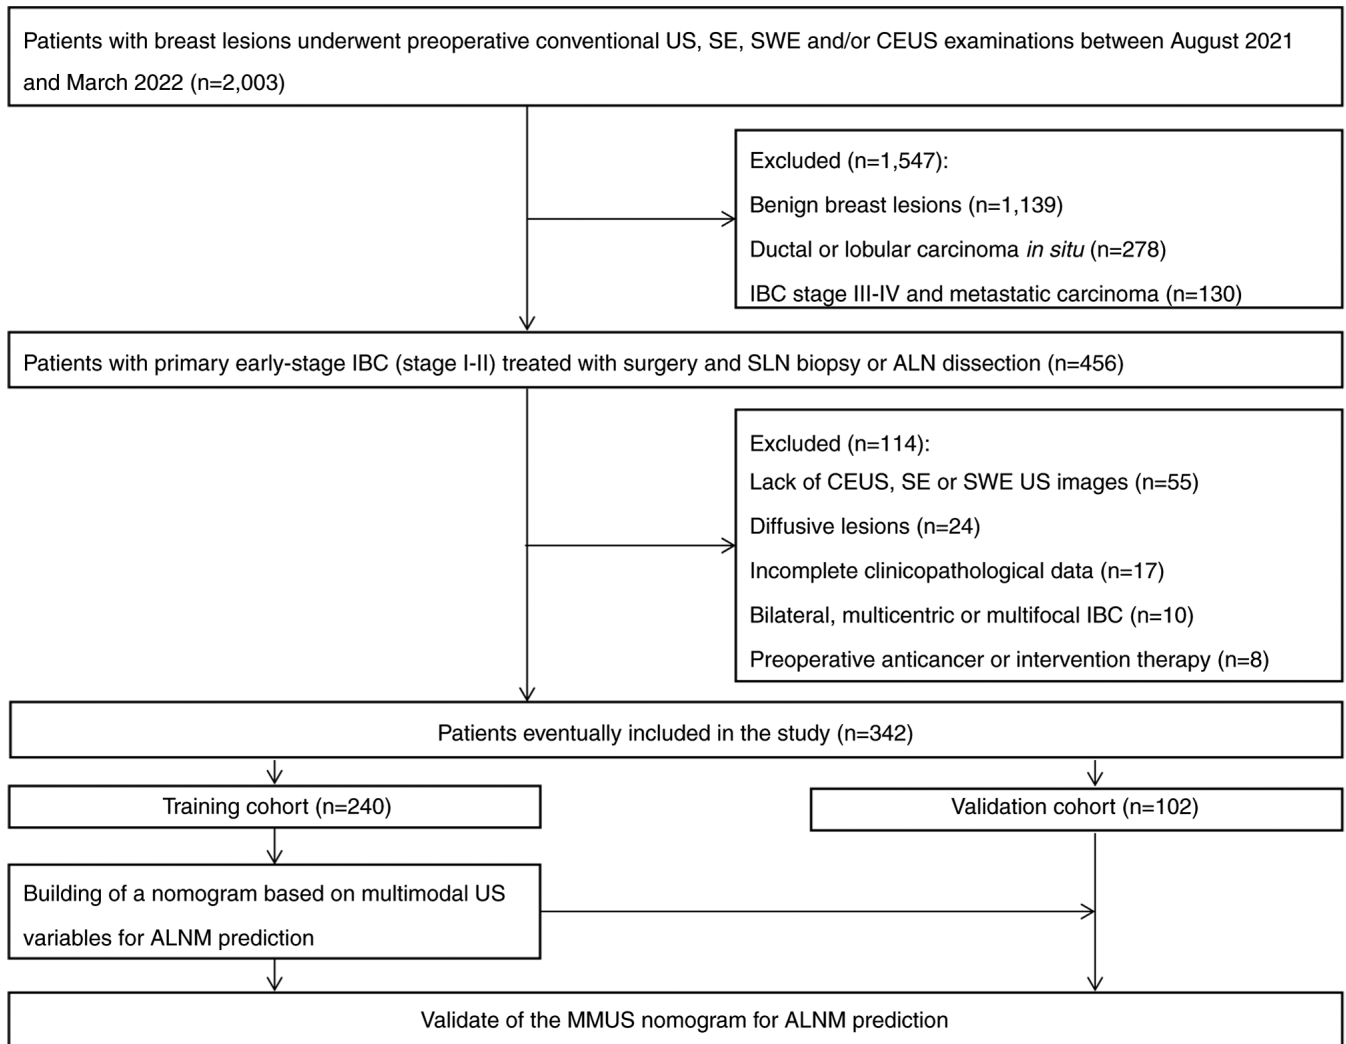 Patients with breast lesions underwent preoperative conventional US, SE, SWE and/or CEUS examinations between August 2021
and March 2022 (n=2,003)
Excluded (n=1,547):
Benign breast lesions (n=1,139)
Ductal or lobular carcinoma in situ (n=278)
IBC stage III-IV and metastatic carcinoma (n=130)
Patients with primary early-stage IBC (stage I-II) treated with surgery and SLN biopsy or ALN dissection (n=456)
Excluded (n=114):
Lack of CEUS, SE or SWE US images (n=55)
Diffusive lesions (n=24)
Incomplete clinicopathological data (n=17)
Bilateral, multicentric or multifocal IBC (n=10)
Preoperative anticancer or intervention therapy (n=8)
Patients eventually included in the study (n=342)
Training cohort (n=240)
Validation cohort (n=102)
Building of a nomogram based on multimodal US
variables for ALNM prediction
Validate of the MMUS nomogram for ALNM prediction